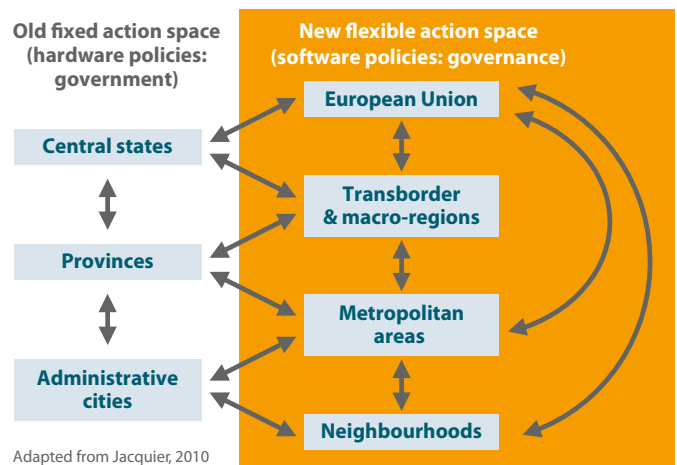 Old fixed action space
(hardware policies:
government)
New flexible action space
(software policies: governance)
European Union
Central states
Transborder
& macro-regions
Provinces
Metropolitan
areas
Administrative
cities
Neighbourhoods
Adapted from Jacquier, 2010